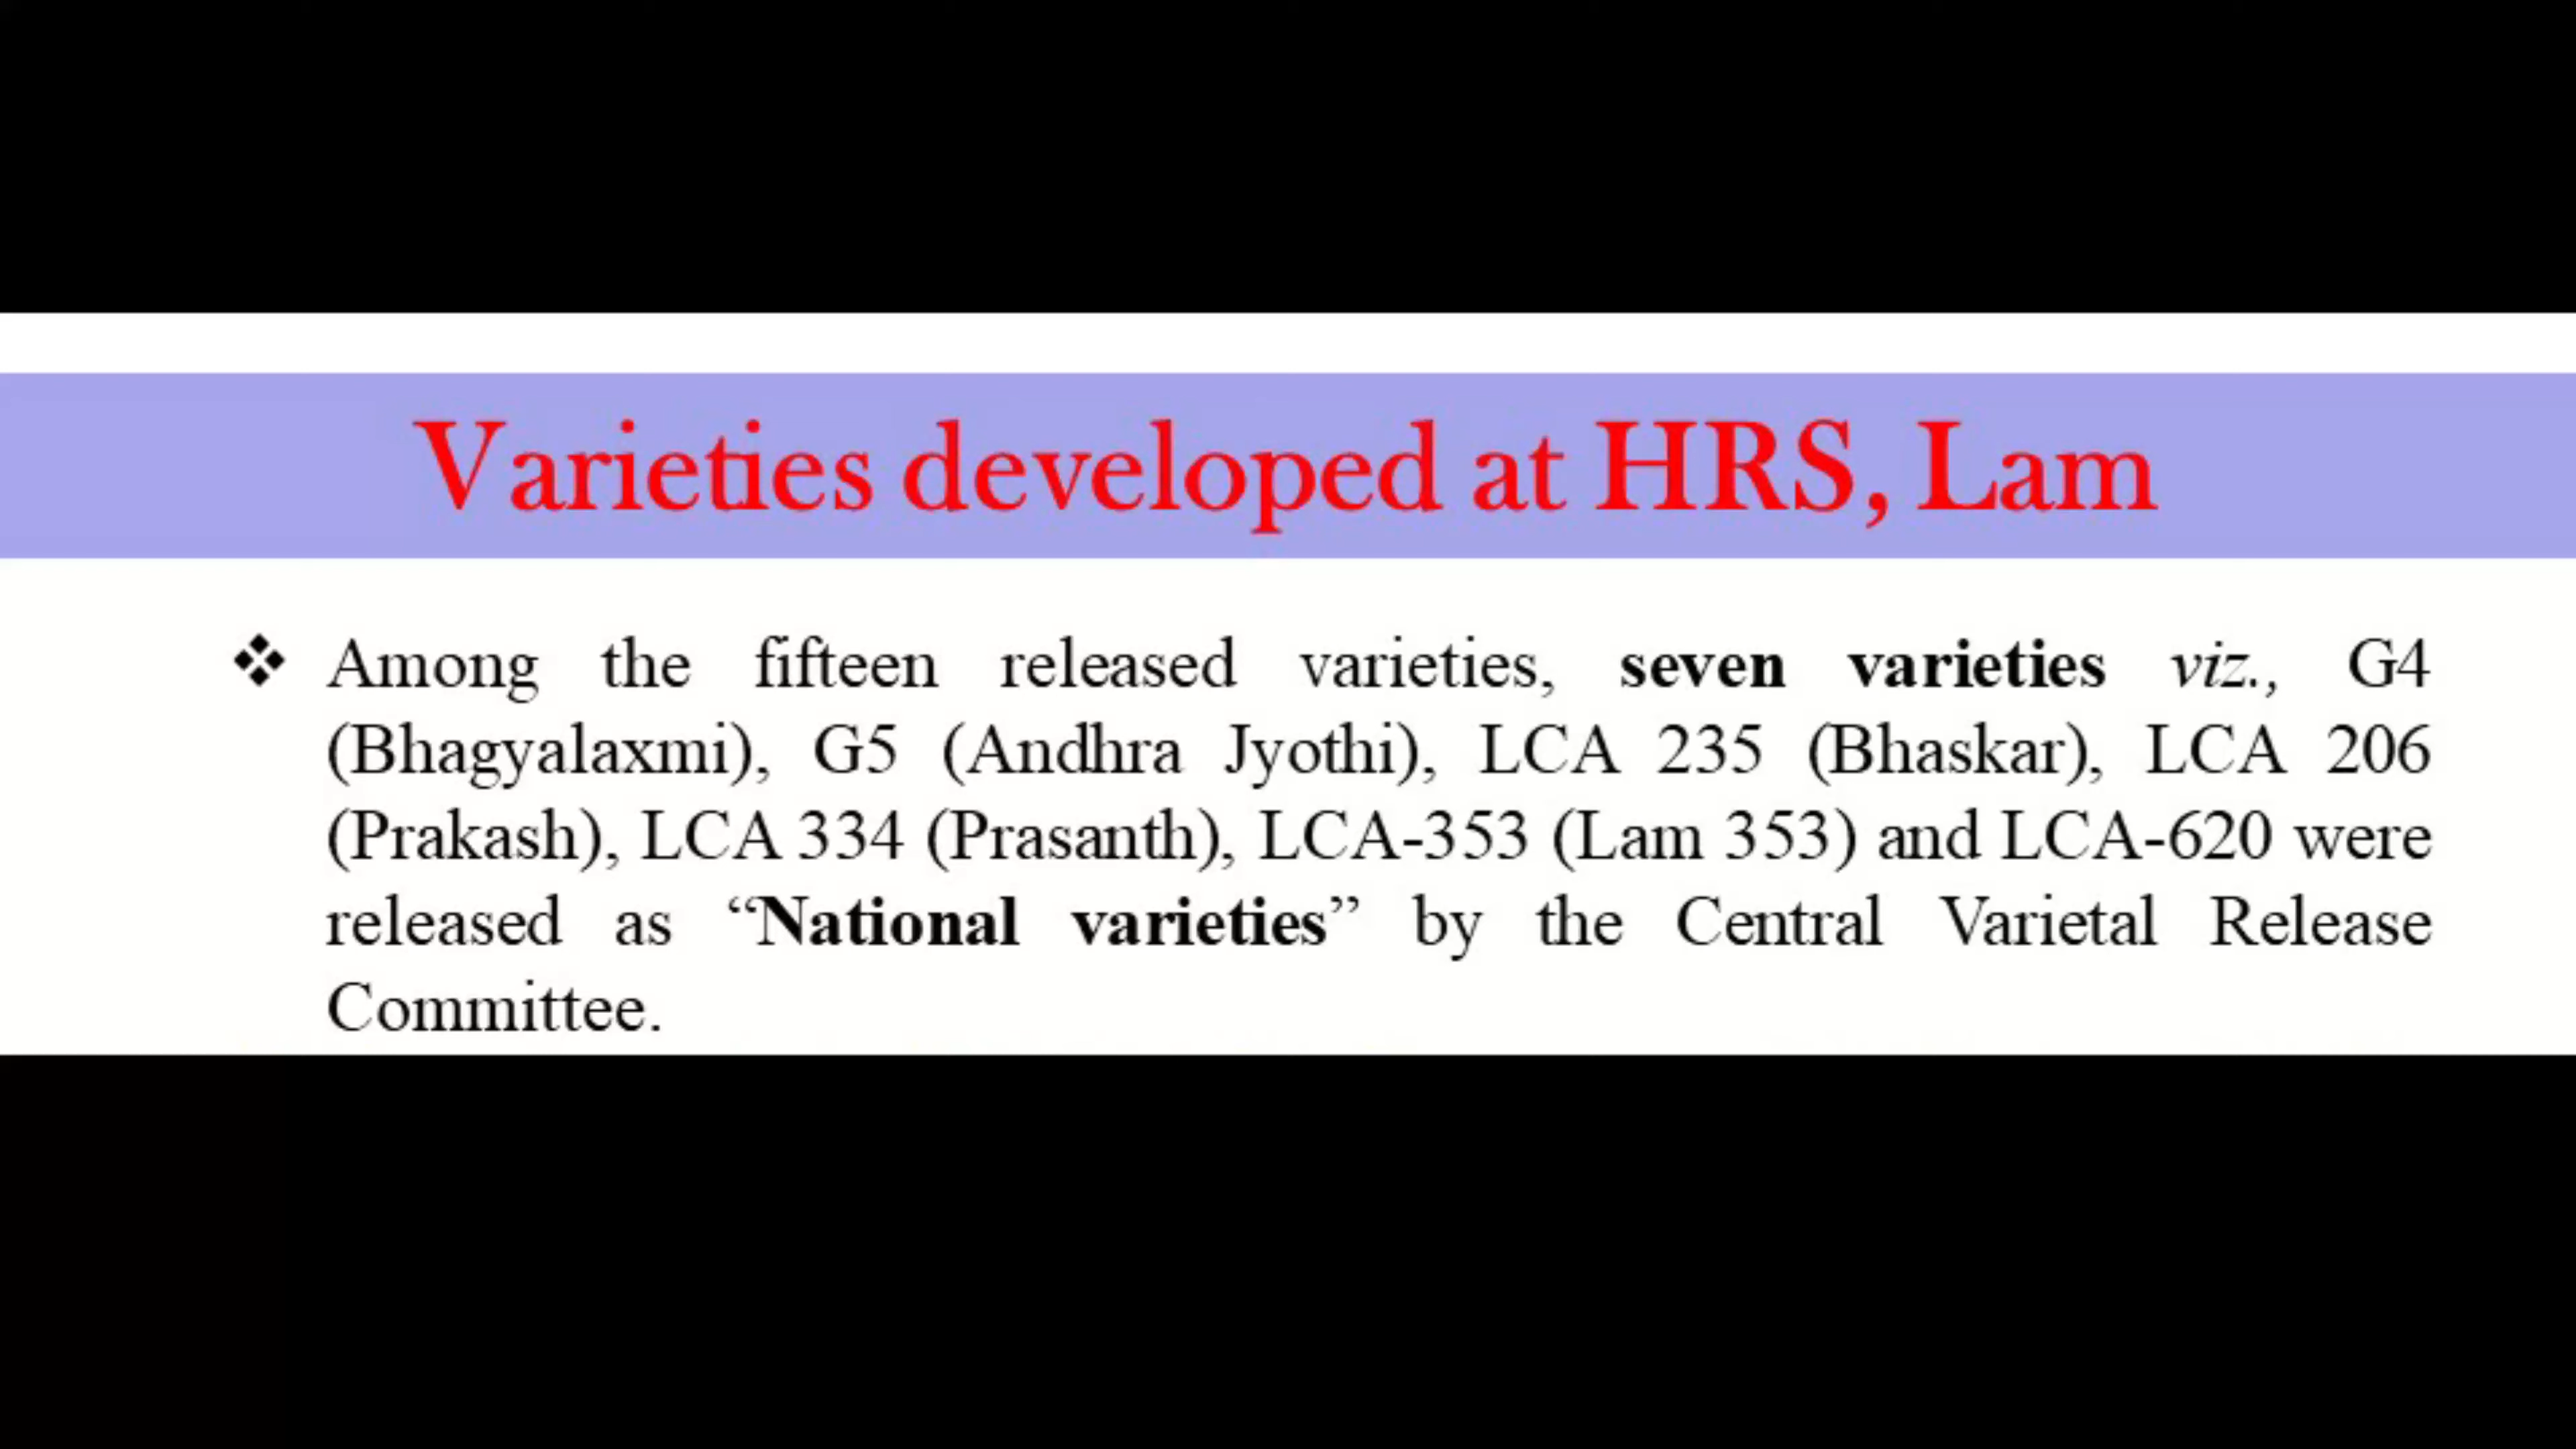 Varieties developed at HRS, Lam
❖ Among the fifteen released varieties, seven varieties viz., G4
(Bhagyalaxmi), G5 (Andhra Jyothi), LCA 235 (Bhaskar), LCA 206
(Prakash), LCA 334 (Prasanth), LCA-353 (Lam 353) and LCA-620 were
released as “National varieties” by the Central Varietal Release
Committee.